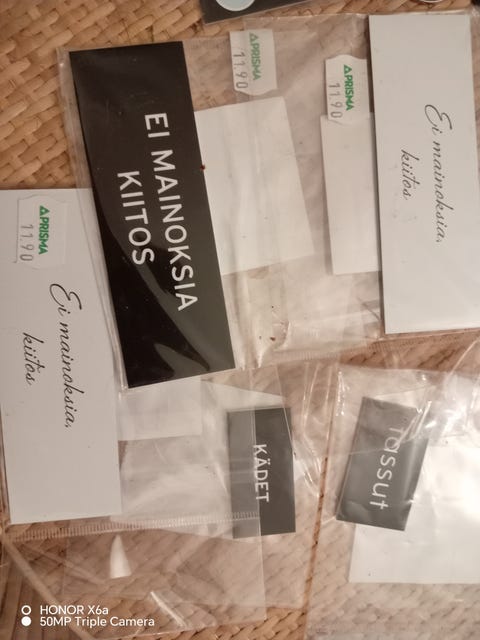 PRISMA
11.90
PRISMA
11.90
Ei mainoksia,
kiitos
EI MAINOKSIA
KIITOS
PRISMA
11.90
Ei mainoksia,
kiitos
KÄDET
Tassut
HONOR X6a
50MP Triple Camera